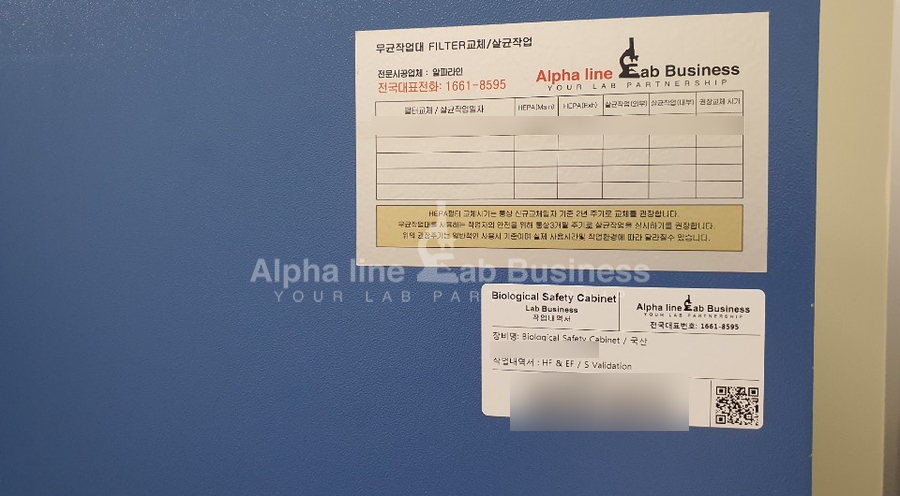 무균작업대 FILTER교체/살균작업
전문시공업체 : 알파라인
전국대표전화: 1661-8595
Alpha line Lab Business
YOUR LAB PARTNERSHIP
필터교체 / 살균작업일자 HEPA(Main) HEPA(Exh) 살균작업(외부) 살균작업(내부) 권장교체 시기
HEPA필터 교체시기는 통상 신규교체일자 기준 2년 주기로 교체를 권장합니다.
무균작업대를 사용하는 작업자의 안전을 위해 통상3개월 주기로 살균작업을 실시하기를 권장합니다.
위의 권장주기는 일반적인 사용시 기준이며 실제 사용시간및 작업환경에 따라 달라질수 있습니다.
Alpha line Lab Business
YOUR LAB PARTNERSHIP
Biological Safety Cabinet
Lab Business
작업내역서
Alpha line Lab Business
YOUR LAB PARTNERSHIP
전국대표번호: 1661-8595
장비명: Biological Safety Cabinet / 국산
작업내역서 : HF & EF / S Validation